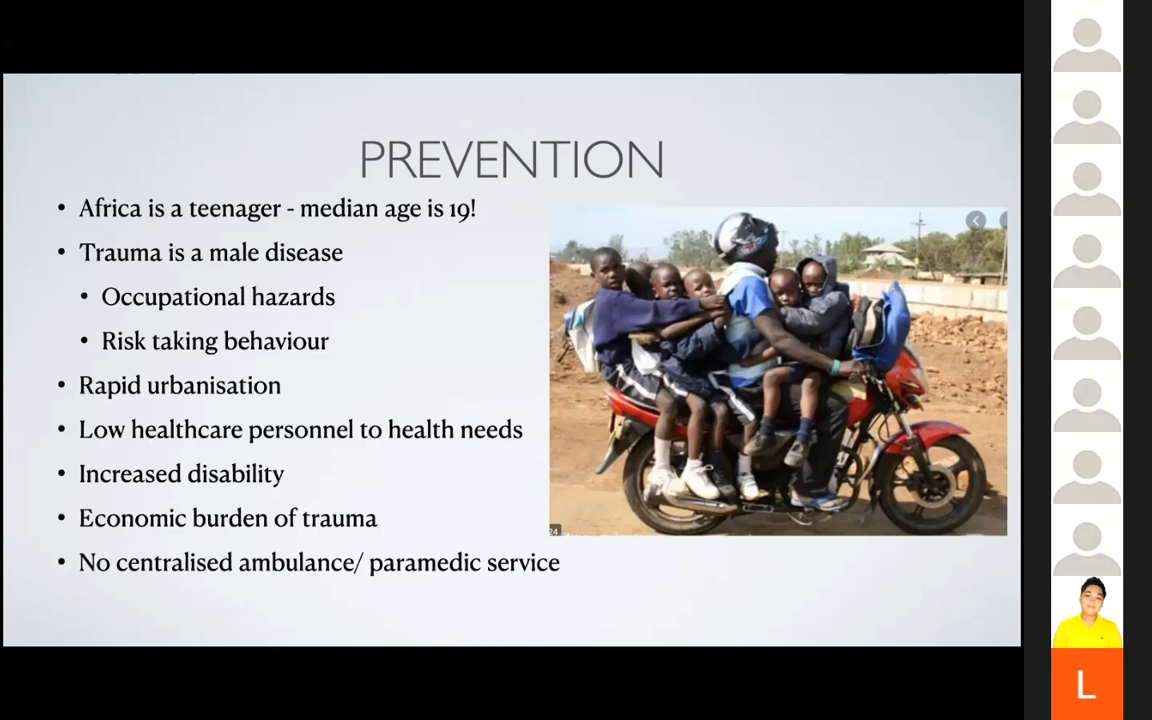 PREVENTION
• Africa is a teenager - median age is 19!
• Trauma is a male disease
• Occupational hazards
• Risk taking behaviour
• Rapid urbanisation
• Low healthcare personnel to health needs
• Increased disability
• Economic burden of trauma
• No centralised ambulance/ paramedic service
24
L